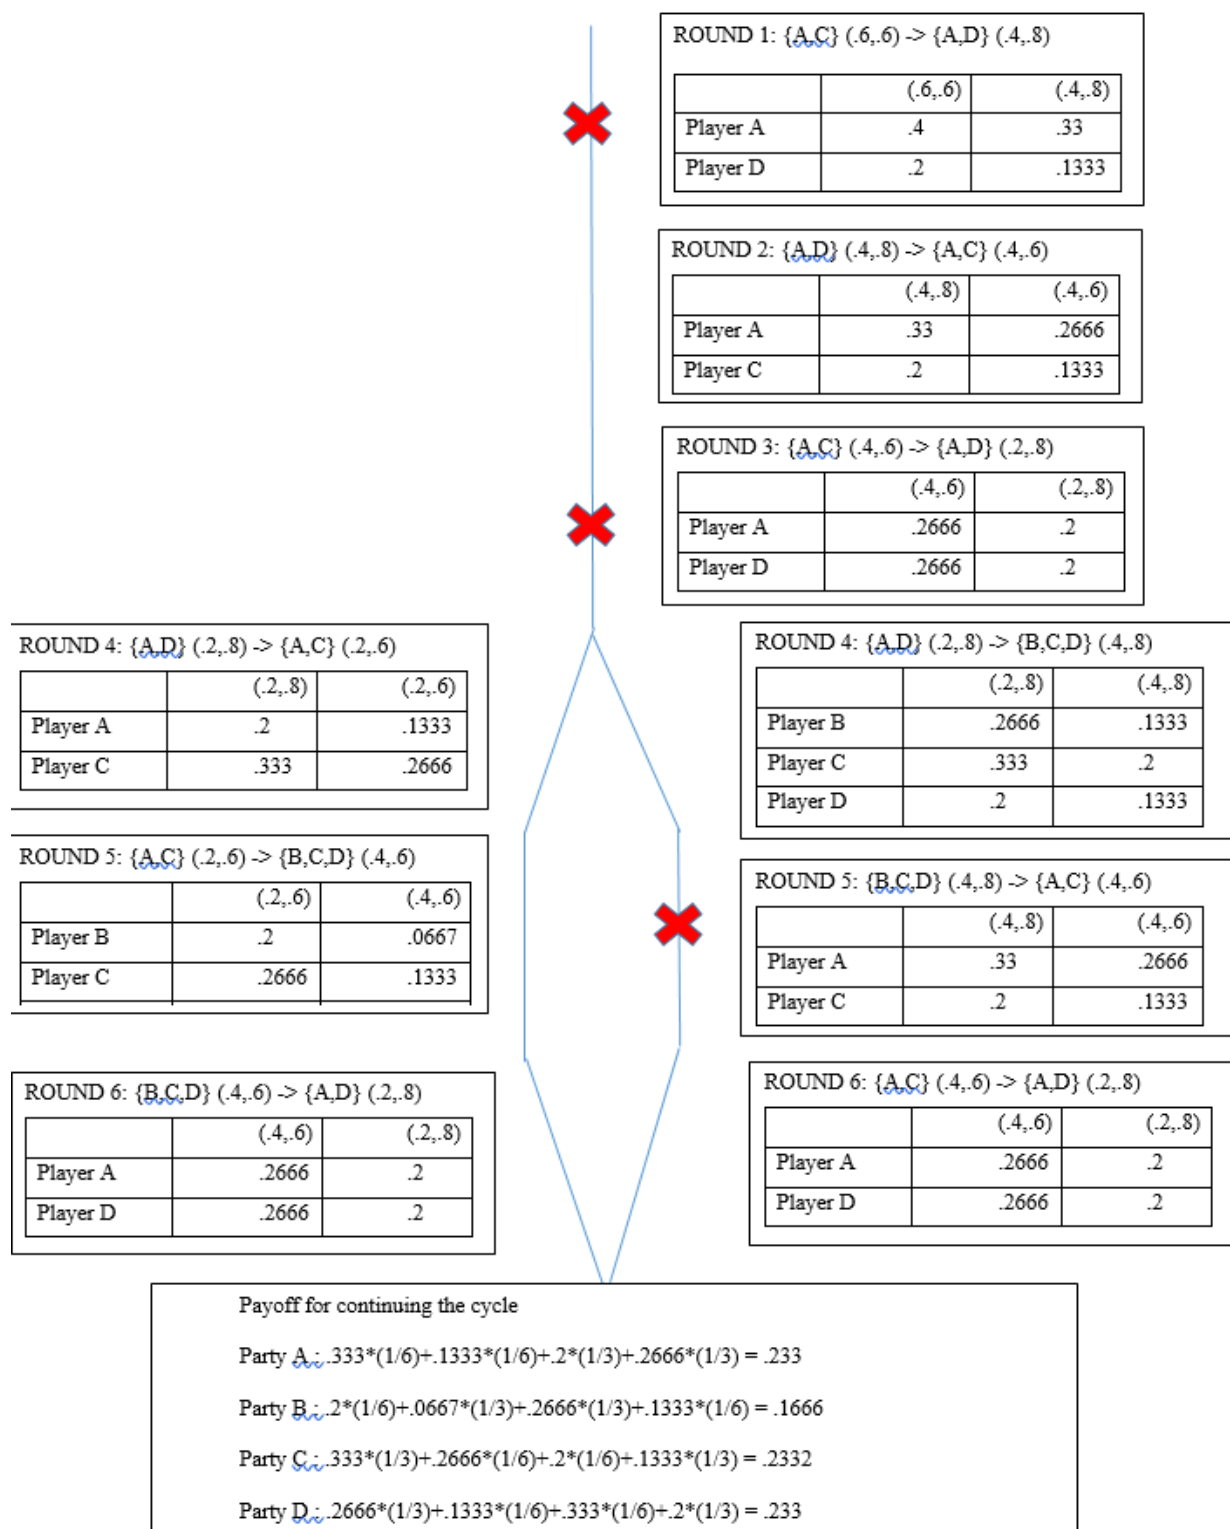 ROUND 1: {A,C} (.6,.6) -> {A,D} (.4,.8)
(.6,.6) (.4,.8)
Player A .4 .33
Player D .2 .1333
ROUND 2: {A,D} (.4,.8) -> {A,C} (.4,.6)
(.4,.8) (.4,.6)
Player A .33 .2666
Player C .2 .1333
ROUND 3: {A,C} (.4,.6) -> {A,D} (.2,.8)
(.4,.6) (.2,.8)
Player A .2666 .2
Player D .2666 .2
ROUND 4: {A,D} (.2,.8) -> {A,C} (.2,.6)
(.2,.8) (.2,.6)
Player A .2 .1333
Player C .333 .2666
ROUND 4: {A,D} (.2,.8) -> {B,C,D} (.4,.8)
(.2,.8) (.4,.8)
Player B .2666 .1333
Player C .333 .2
Player D .2 .1333
ROUND 5: {A,C} (.2,.6) -> {B,C,D} (.4,.6)
(.2,.6) (.4,.6)
Player B .2 .0667
Player C .2666 .1333
ROUND 5: {B,C,D} (.4,.8) -> {A,C} (.4,.6)
(.4,.8) (.4,.6)
Player A .33 .2666
Player C .2 .1333
ROUND 6: {B,C,D} (.4,.6) -> {A,D} (.2,.8)
(.4,.6) (.2,.8)
Player A .2666 .2
Player D .2666 .2
ROUND 6: {A,C} (.4,.6) -> {A,D} (.2,.8)
(.4,.6) (.2,.8)
Player A .2666 .2
Player D .2666 .2
Payoff for continuing the cycle
Party A : .333*(1/6)+.1333*(1/6)+.2*(1/3)+.2666*(1/3) = .233
Party B : .2*(1/6)+.0667*(1/3)+.2666*(1/3)+.1333*(1/6) = .1666
Party C : .333*(1/3)+.2666*(1/6)+.2*(1/6)+.1333*(1/3) = .2332
Party D : .2666*(1/3)+.1333*(1/6)+.333*(1/6)+.2*(1/3) = .233